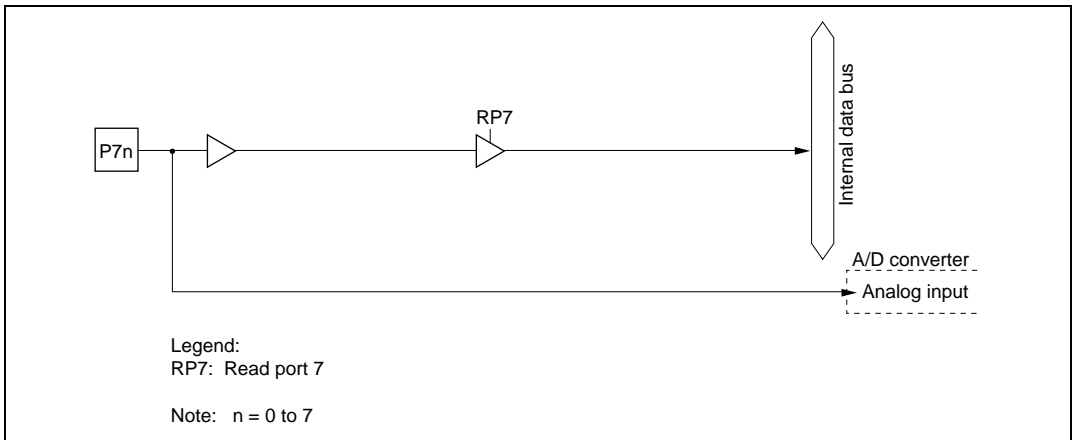 RP7
P7n
Internal data bus
A/D converter
Analog input
Legend:
RP7: Read port 7
Note: n = 0 to 7